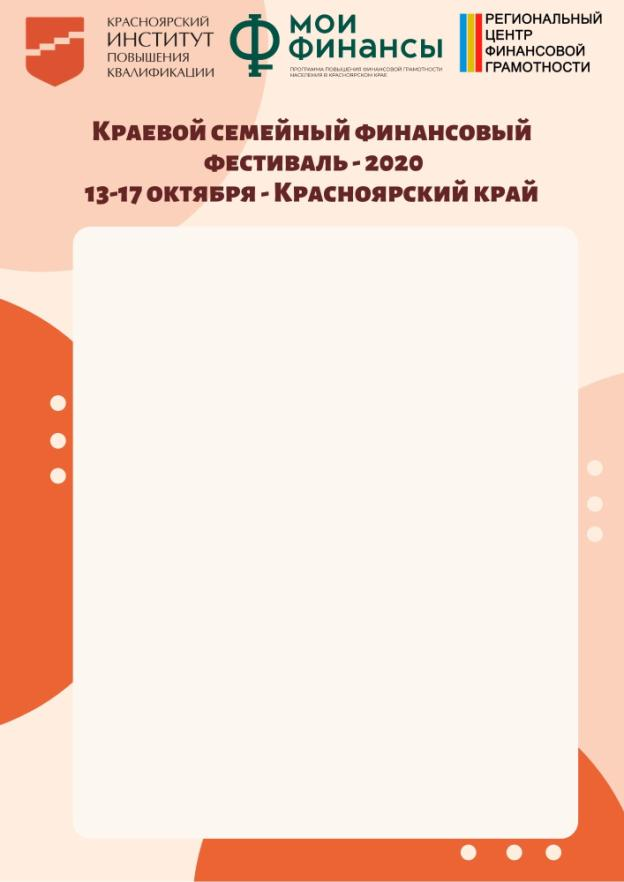 КРАСНОЯРСКИЙ
ИНСТИТУТ
ПОВЫШЕНИЯ
КВАЛИФИКАЦИИ
МОИ
ФИНАНСЫ
ПРОГРАММА ПОВЫШЕНИЯ ФИНАНСОВОЙ ГРАМОТНОСТИ
НАСЕЛЕНИЯ В КРАСНОЯРСКОМ КРАЕ
РЕГИОНАЛЬНЫЙ
ЦЕНТР
ФИНАНСОВОЙ
ГРАМОТНОСТИ
Краевой семейный финансовый
фестиваль - 2020
13-17 октября - Красноярский край